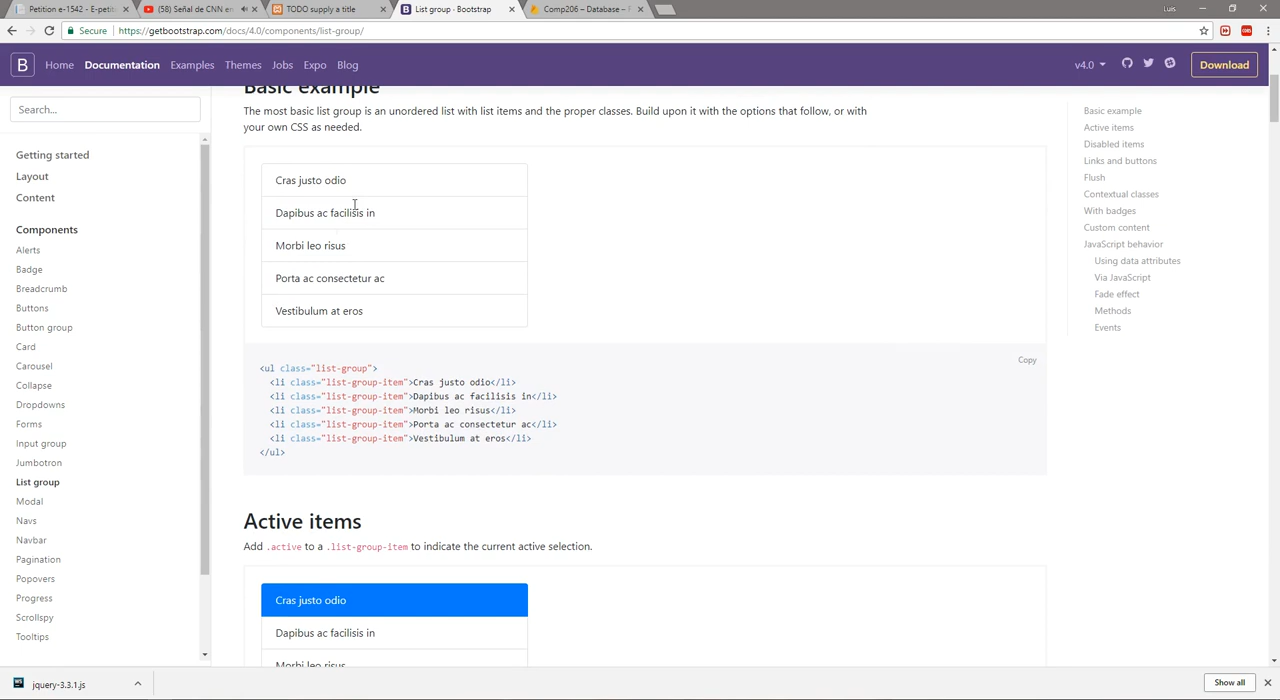 Petition e-1542 - E-petit
(58) Señal de CNN en
TODO supply a title
List group · Bootstrap
Comp206 – Database – F
Luis
Secure
https://getbootstrap.com/docs/4.0/components/list-group/
B
Home
Documentation
Examples
Themes
Jobs
Expo
Blog
v4.0
Download
Search...
Getting started
Layout
Content
Components
Alerts
Badge
Breadcrumb
Buttons
Button group
Card
Carousel
Collapse
Dropdowns
Forms
Input group
Jumbotron
List group
Modal
Navs
Navbar
Pagination
Popovers
Progress
Scrollspy
Tooltips
Basic example
The most basic list group is an unordered list with list items and the proper classes. Build upon it with the options that follow, or with
your own CSS as needed.
Cras justo odio
Dapibus ac facilisis in
Morbi leo risus
Porta ac consectetur ac
Vestibulum at eros
Copy
<ul class="list-group">
<li class="list-group-item">Cras justo odio</li>
<li class="list-group-item">Dapibus ac facilisis in</li>
<li class="list-group-item">Morbi leo risus</li>
<li class="list-group-item">Porta ac consectetur ac</li>
<li class="list-group-item">Vestibulum at eros</li>
</ul>
Active items
Add .active to a .list-group-item to indicate the current active selection.
Cras justo odio
Dapibus ac facilisis in
Morbi leo risus
Basic example
Active items
Disabled items
Links and buttons
Flush
Contextual classes
With badges
Custom content
JavaScript behavior
Using data attributes
Via JavaScript
Fade effect
Methods
Events
jquery-3.3.1.js
Show all